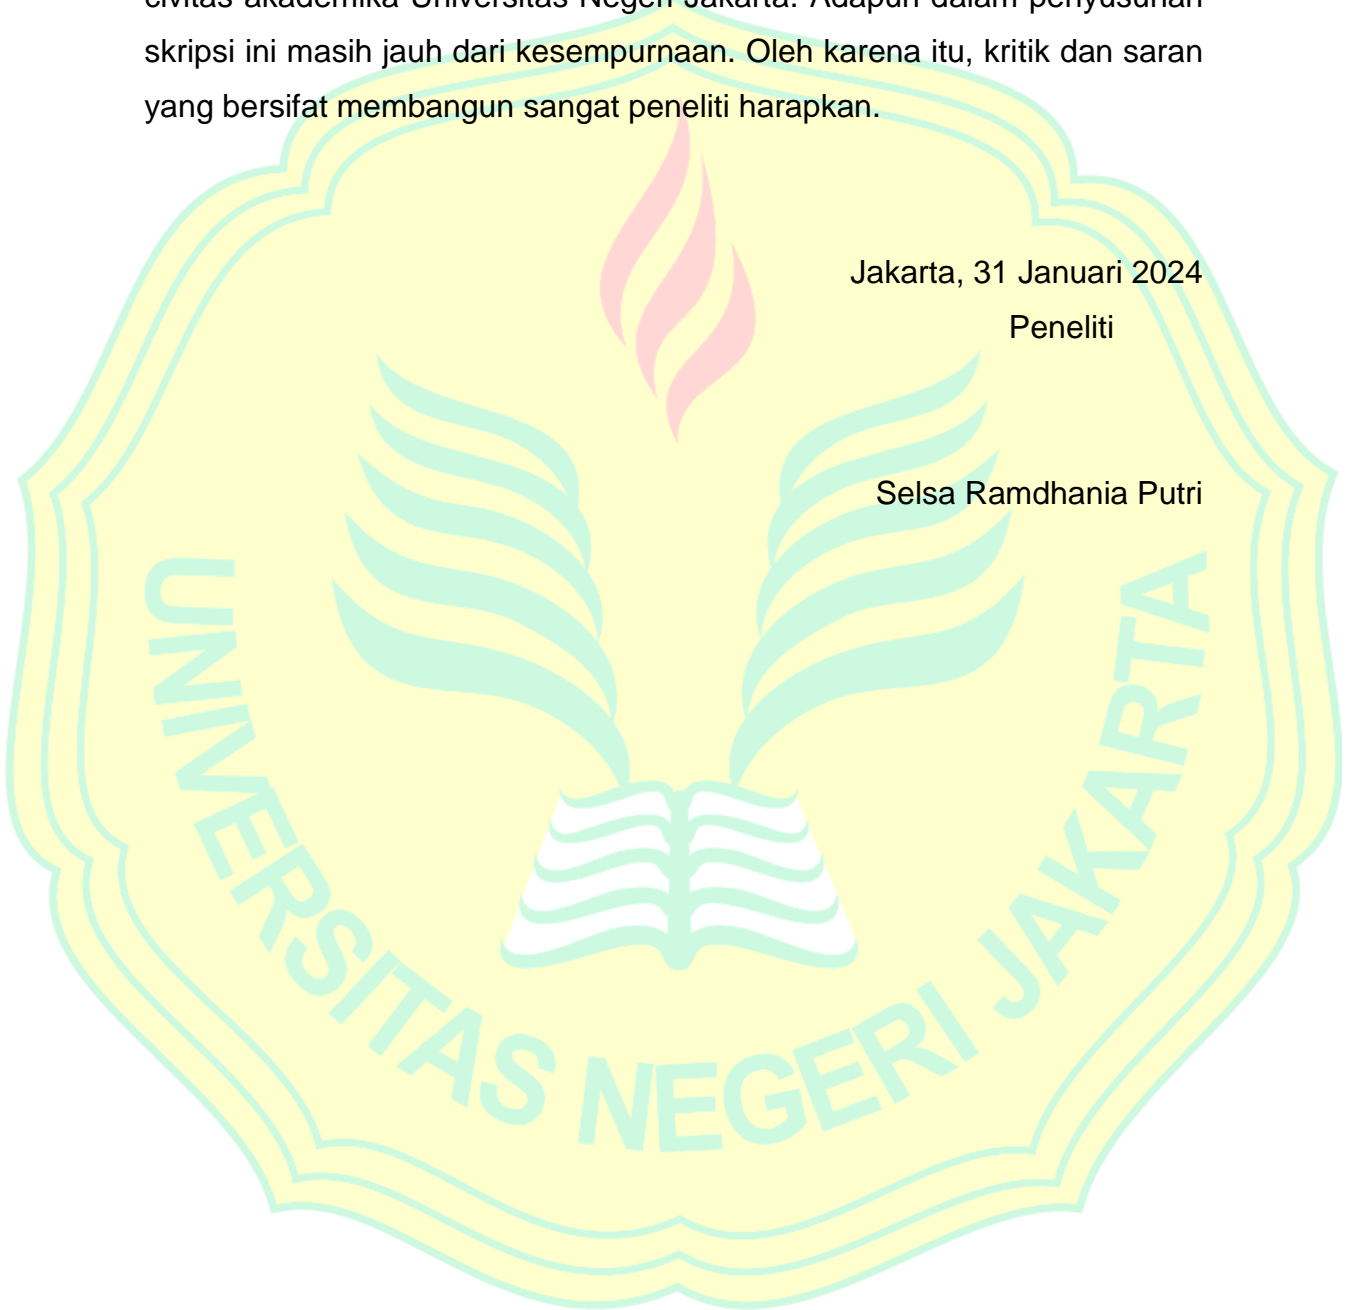 civitas akademika Universitas Negeri Jakarta. Adapun dalam penyusunan
skripsi ini masih jauh dari kesempurnaan. Oleh karena itu, kritik dan saran
yang bersifat membangun sangat peneliti harapkan.
Jakarta, 31 Januari 2024
Peneliti
Selsa Ramdhania Putri
UNIVERSITAS NEGERI JAKARTA